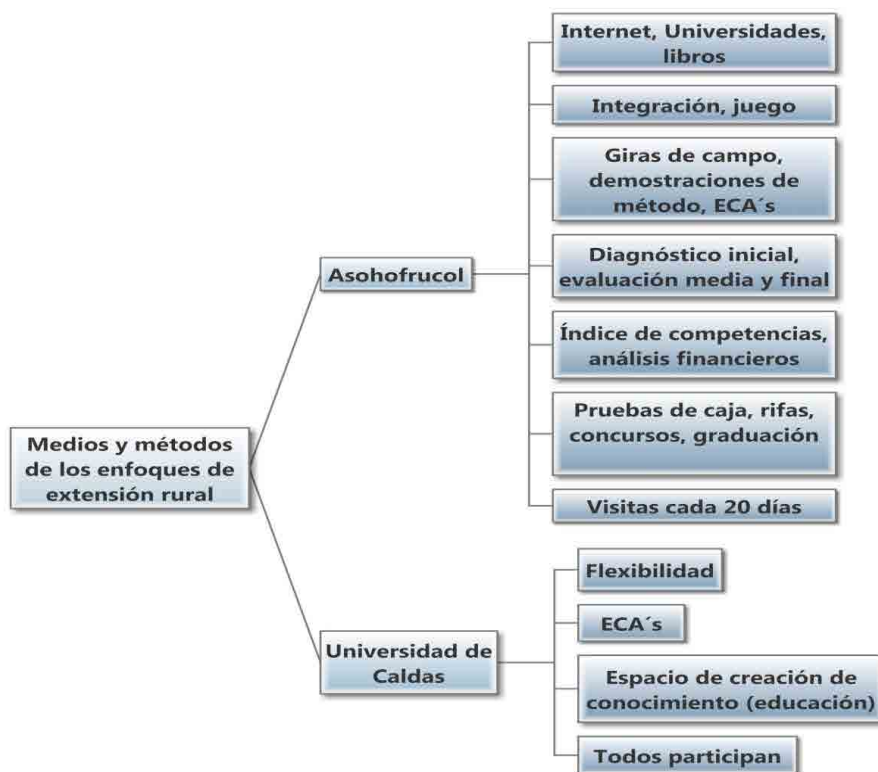 Medios y métodos
de los enfoques de
extensión rural
Asohofrucol
Internet, Universidades,
libros
Integración, juego
Giras de campo,
demostraciones de
método, ECA´s
Diagnóstico inicial,
evaluación media y final
Índice de competencias,
análisis financieros
Pruebas de caja, rifas,
concursos, graduación
Visitas cada 20 días
Universidad de
Caldas
Flexibilidad
ECA´s
Espacio de creación de
conocimiento (educación)
Todos participan